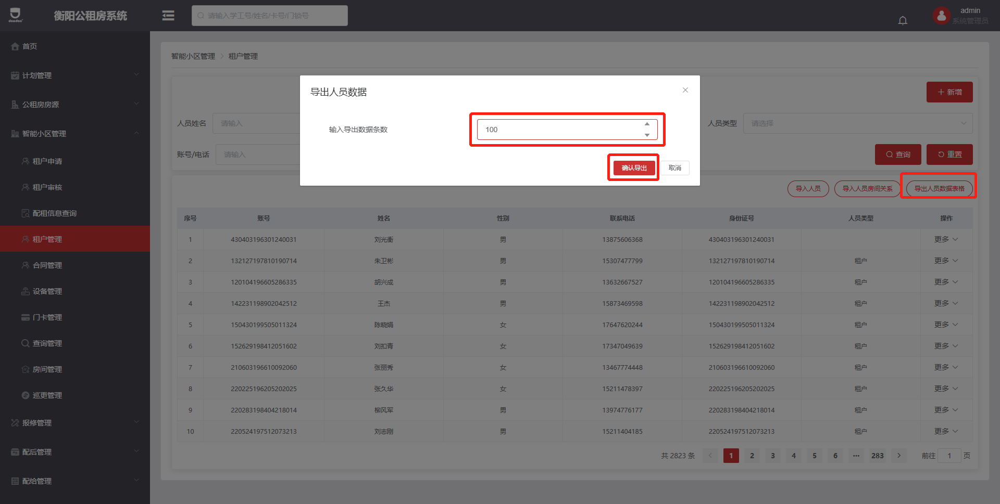 衡阳公租房系统
请输入学工号/姓名/卡号/门锁号
admin
系统管理员
首页
计划管理
公租房房源
智能小区管理
租户申请
租户审核
配租信息查询
租户管理
合同管理
设备管理
门卡管理
查询管理
房间管理
巡更管理
报修管理
配后管理
配给管理
智能小区管理 > 租户管理
新增
人员姓名 请输入
人员类型 请选择
账号/电话 请输入
查询 重置
导出人员数据
输入导出数据条数 100
确认导出 取消
导入人员 导入人员房间关系 导出人员数据表格
序号 账号 姓名 性别 联系电话 身份证号 人员类型 操作
1 430403196301240031 刘光衡 男 13875606368 430403196301240031 更多
2 132127197810190714 朱卫彬 男 15307477799 132127197810190714 租户 更多
3 120104196605286335 胡兴成 男 13632667527 120104196605286335 租户 更多
4 142231198902042512 王杰 男 15873469598 142231198902042512 租户 更多
5 150430199505011324 陈晓娟 女 17647620244 150430199505011324 租户 更多
6 152629198412051602 刘扣青 女 17347049639 152629198412051602 租户 更多
7 210603196610092060 张丽秀 女 13467774448 210603196610092060 租户 更多
8 220225196205202025 张久华 女 15211478397 220225196205202025 租户 更多
9 220283198404218014 柳风军 男 13974776177 220283198404218014 租户 更多
10 220524197512073213 刘志刚 男 15211404185 220524197512073213 租户 更多
共 2823 条 1 2 3 4 5 6 ••• 283 前往 1 页